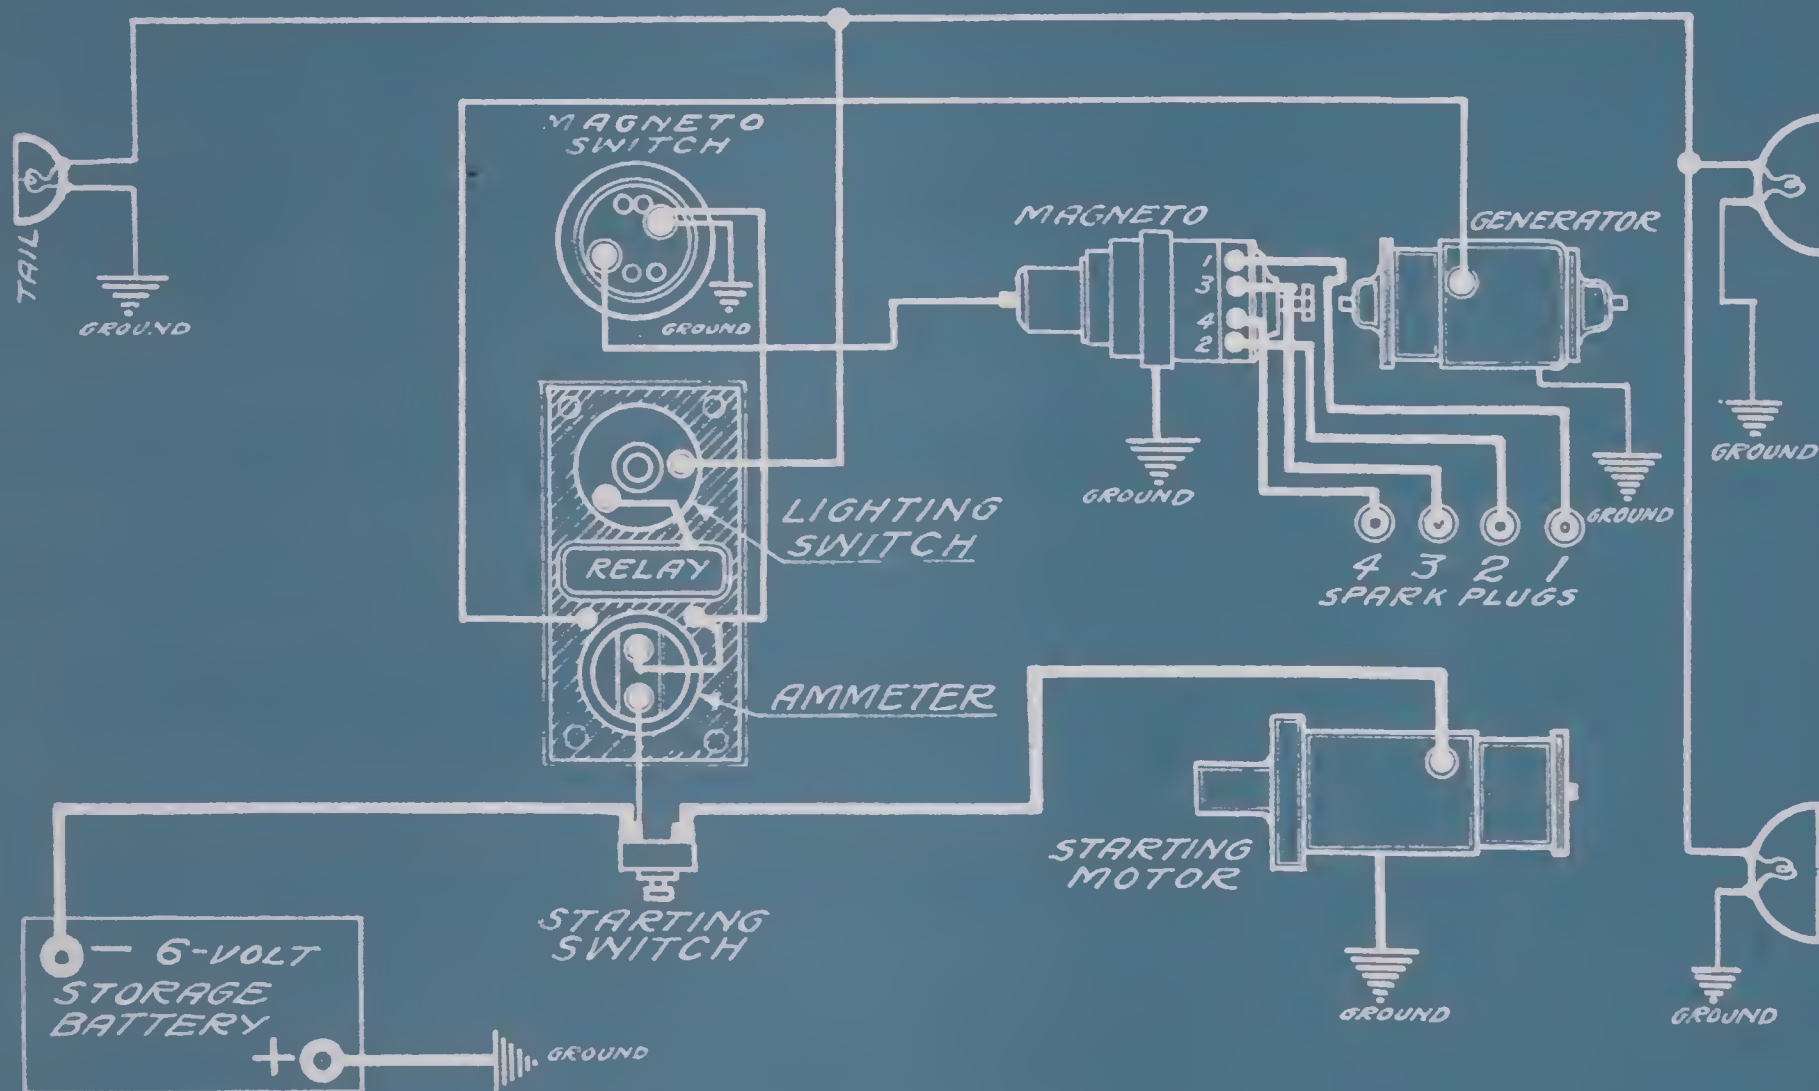 MAGNETO
SWITCH
TAIL
GROUND
GROUND
MAGNETO
1
3
4
2
GROUND
GENERATOR
GROUND
GROUND
LIGHTING
SWITCH
RELAY
4 3 2 1
SPARK PLUGS
AMMETER
STARTING
SWITCH
STARTING
MOTOR
GROUND
GROUND
— 6-VOLT
STORAGE
BATTERY
+
GROUND